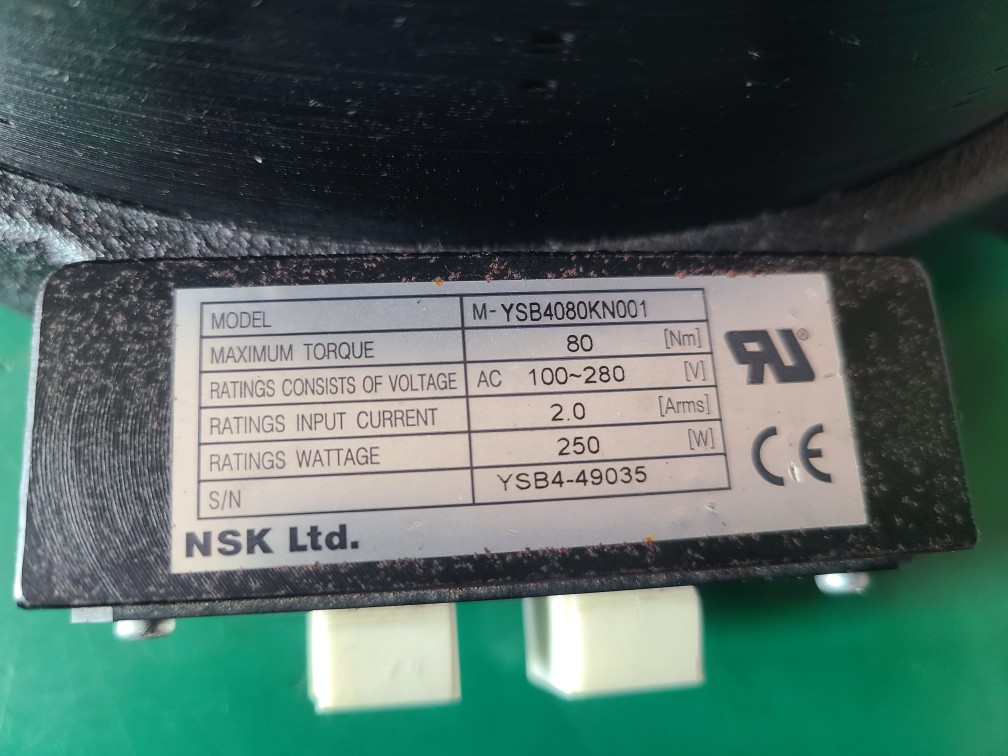 MODEL M-YSB4080KN001
MAXIMUM TORQUE 80 [Nm]
RATINGS CONSISTS OF VOLTAGE AC 100~280 [V]
RATINGS INPUT CURRENT 2.0 [Arms]
RATINGS WATTAGE 250 [W]
S/N YSB4-49035
NSK Ltd.
RU®
CE